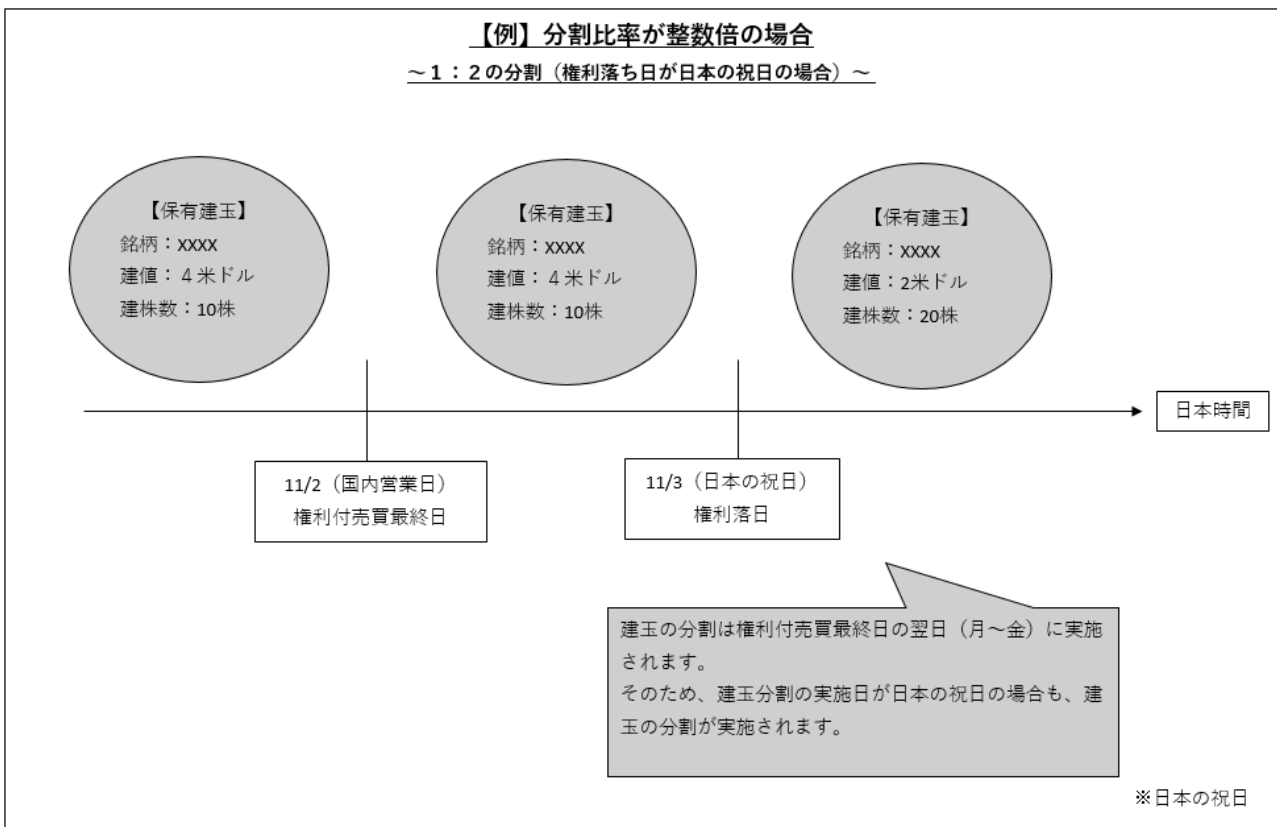 【例】分割比率が整数倍の場合
～１：２の分割（権利落ち日が日本の祝日の場合）～
【保有建玉】
銘柄：XXXX
建値：４米ドル
建株数：10株
【保有建玉】
銘柄：XXXX
建値：４米ドル
建株数：10株
【保有建玉】
銘柄：XXXX
建値：2米ドル
建株数：20株
日本時間
11/2（国内営業日）
権利付売買最終日
11/3（日本の祝日）
権利落日
建玉の分割は権利付売買最終日の翌日（月～金）に実施
されます。
そのため、建玉分割の実施日が日本の祝日の場合も、建
玉の分割が実施されます。
※日本の祝日